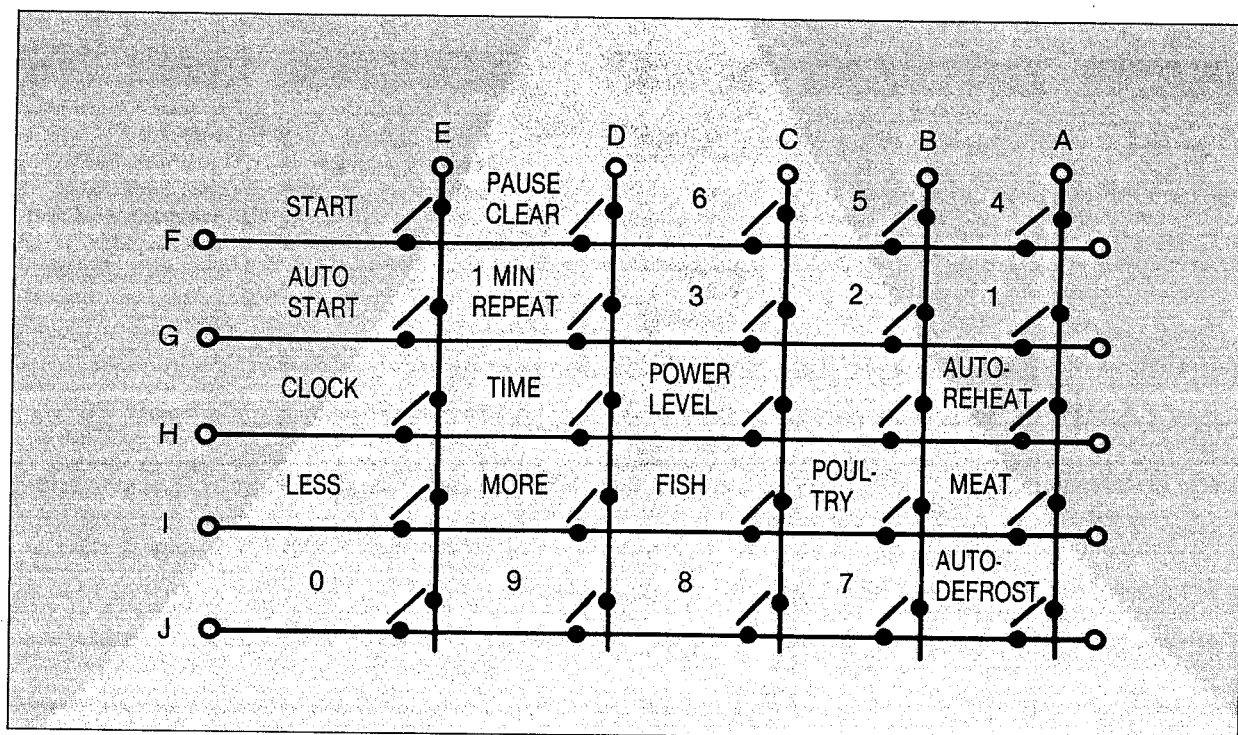 E D C B A
START PAUSE CLEAR 6 5 4
F
AUTO START 1 MIN REPEAT 3 2 1
G
CLOCK TIME POWER LEVEL AUTO- REHEAT
H
LESS MORE FISH POUL- TRY MEAT
I
0 9 8 7 AUTO- DEFROST
J